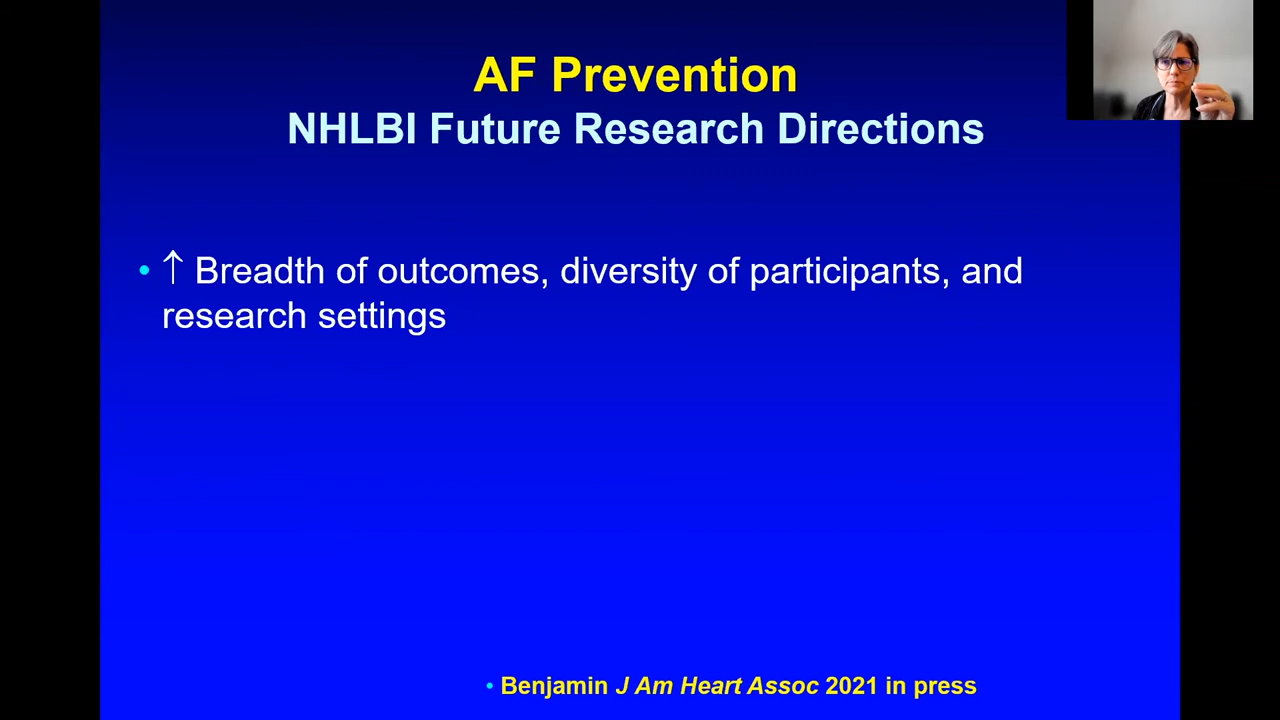 AF Prevention
NHLBI Future Research Directions
• ↑ Breadth of outcomes, diversity of participants, and
research settings
• Benjamin J Am Heart Assoc 2021 in press